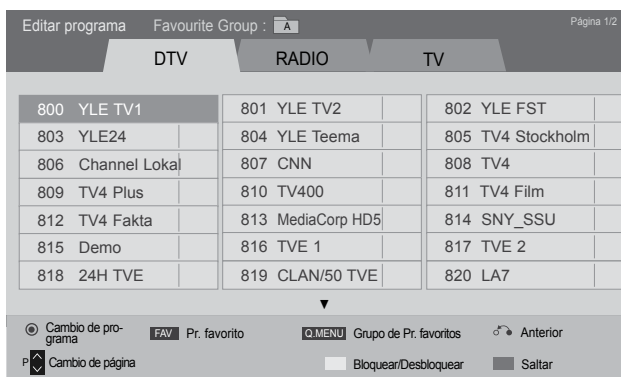 Editar programa Favourite Group : A Página 1/2
DTV RADIO TV
800 YLE TV1 801 YLE TV2 802 YLE FST
803 YLE24 804 YLE Teema 805 TV4 Stockholm
806 Channel Lokal 807 CNN 808 TV4
809 TV4 Plus 810 TV400 811 TV4 Film
812 TV4 Fakta 813 MediaCorp HD5 814 SNY_SSU
815 Demo 816 TVE 1 817 TVE 2
818 24H TVE 819 CLAN/50 TVE 820 LA7
Cambio de pro-
grama FAV Pr. favorito Q.MENU Grupo de Pr. favoritos Anterior
P Cambio de página Bloquear/Desbloquear Saltar